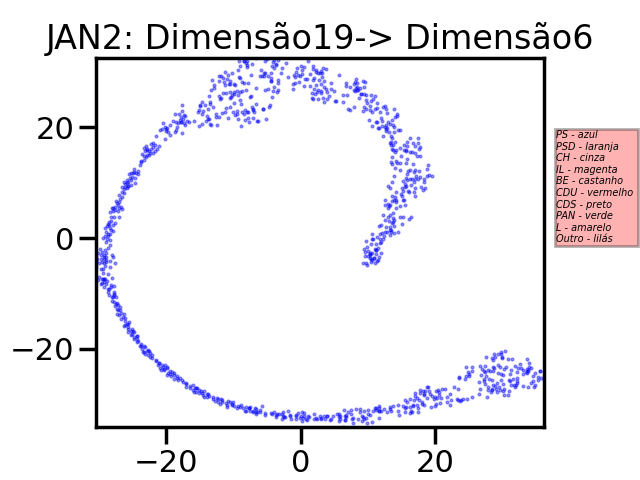 JAN2: Dimensão19-> Dimensão6
20
0
−20
−20
0
20
PS - azul
PSD - laranja
CH - cinza
IL - magenta
BE - castanho
CDU - vermelho
CDS - preto
PAN - verde
L - amarelo
Outro - lilás